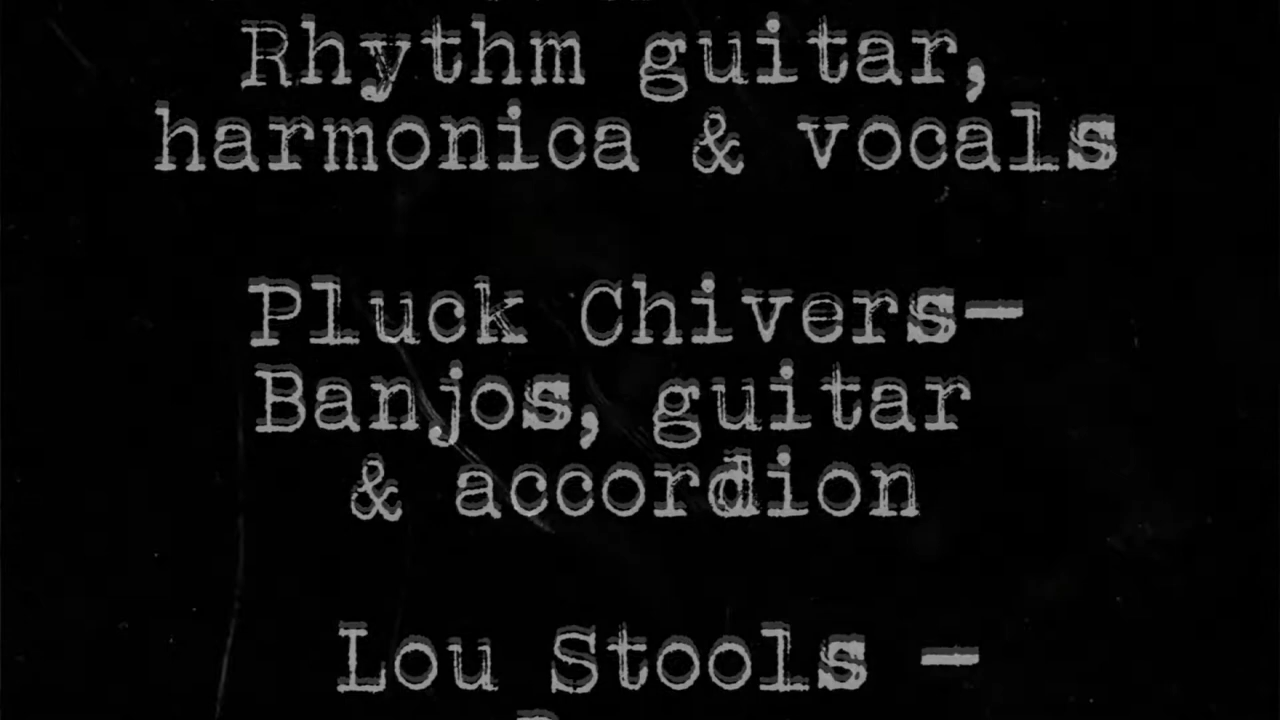 Rhythm guitar,
harmonica & vocals
Pluck Chivers-
Banjos, guitar
& accordion
Lou Stools -